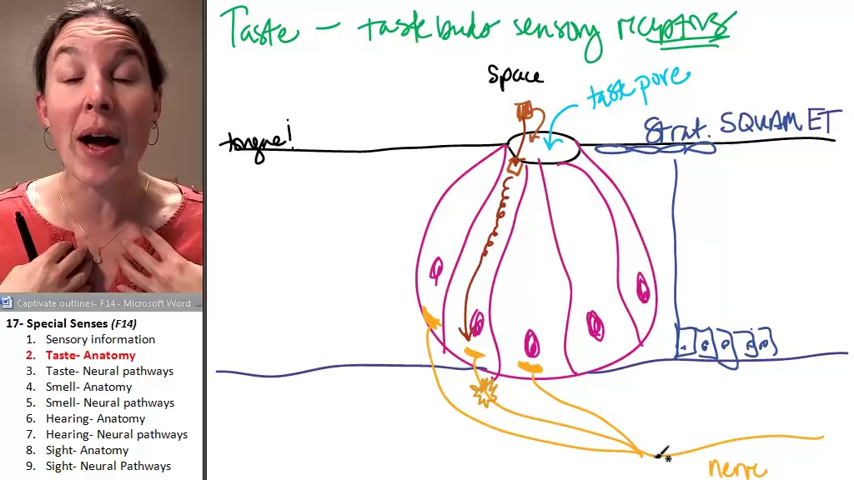 Taste - taste buds sensory receptors
Space
taste pore
Strat. SQUAM ET
tongue!
nerve
Captivate outlines- F14 - Microsoft Word
17- Special Senses (F14)
1. Sensory information
2. Taste- Anatomy
3. Taste- Neural pathways
4. Smell- Anatomy
5. Smell- Neural pathways
6. Hearing- Anatomy
7. Hearing- Neural pathways
8. Sight- Anatomy
9. Sight- Neural Pathways